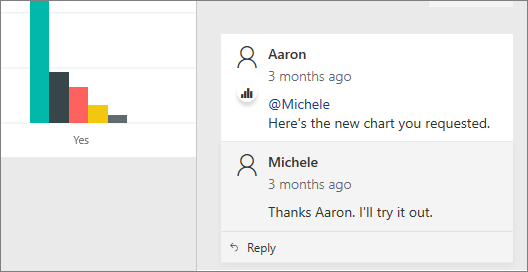 Yes
Aaron
3 months ago
@Michele
Here's the new chart you requested.
Michele
3 months ago
Thanks Aaron. I'll try it out.
Reply